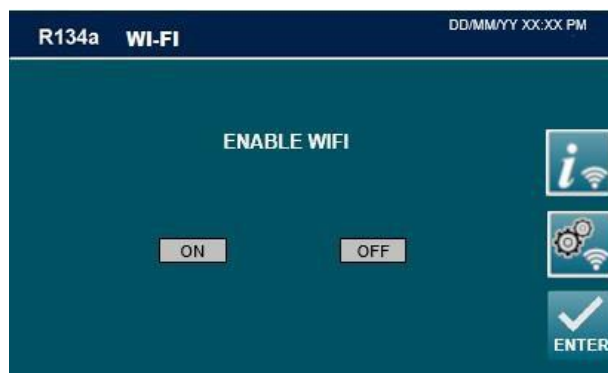 R134a WI-FI DD/MM/YY XX:XX PM
ENABLE WIFI
i
ON OFF
ENTER